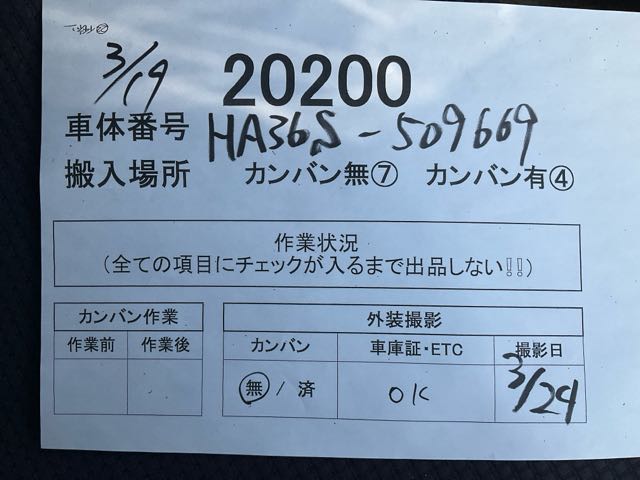 3/19
20200
車体番号 HA36S-509669
搬入場所 カンバン無⑦ カンバン有④
作業状況
(全ての項目にチェックが入るまで出品しない!!)
カンバン作業 外装撮影
作業前 作業後 カンバン 車庫証・ETC 撮影日
無 / 済 OK 3/24